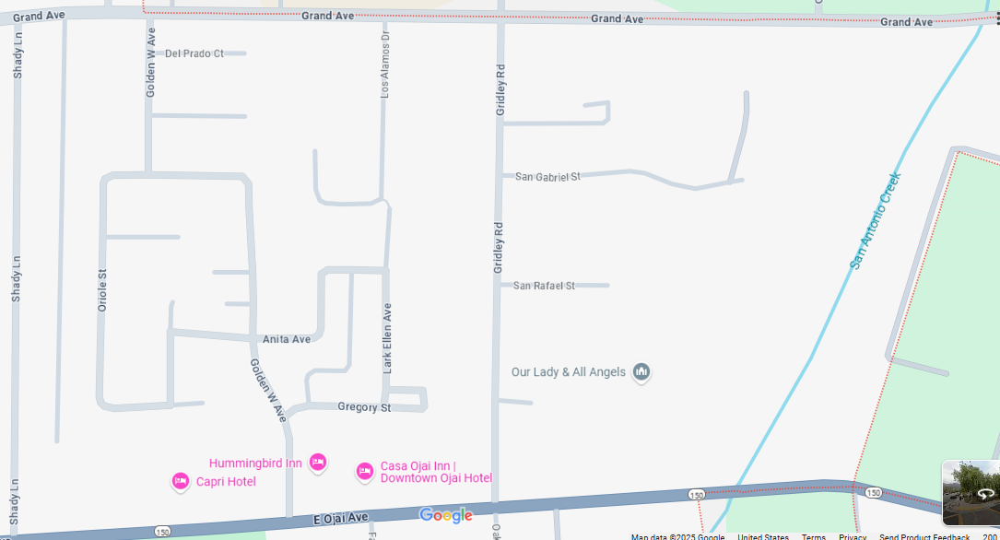 Grand Ave
Grand Ave
Grand Ave
Grand Ave
Shady Ln
Golden W Ave
Del Prado Ct
Los Alamos Dr
Gridley Rd
San Gabriel St
San Antonio Creek
Shady Ln
Oriole St
Gridley Rd
San Rafael St
Anita Ave
Lark Ellen Ave
Golden W Ave
Our Lady & All Angels
Gregory St
Hummingbird Inn
Capri Hotel
Casa Ojai Inn |
Downtown Ojai Hotel
Shady Ln
150
150
150
E Ojai Ave
Google
Map data ©2025 Google United States Terms Privacy Send Product Feedback 200